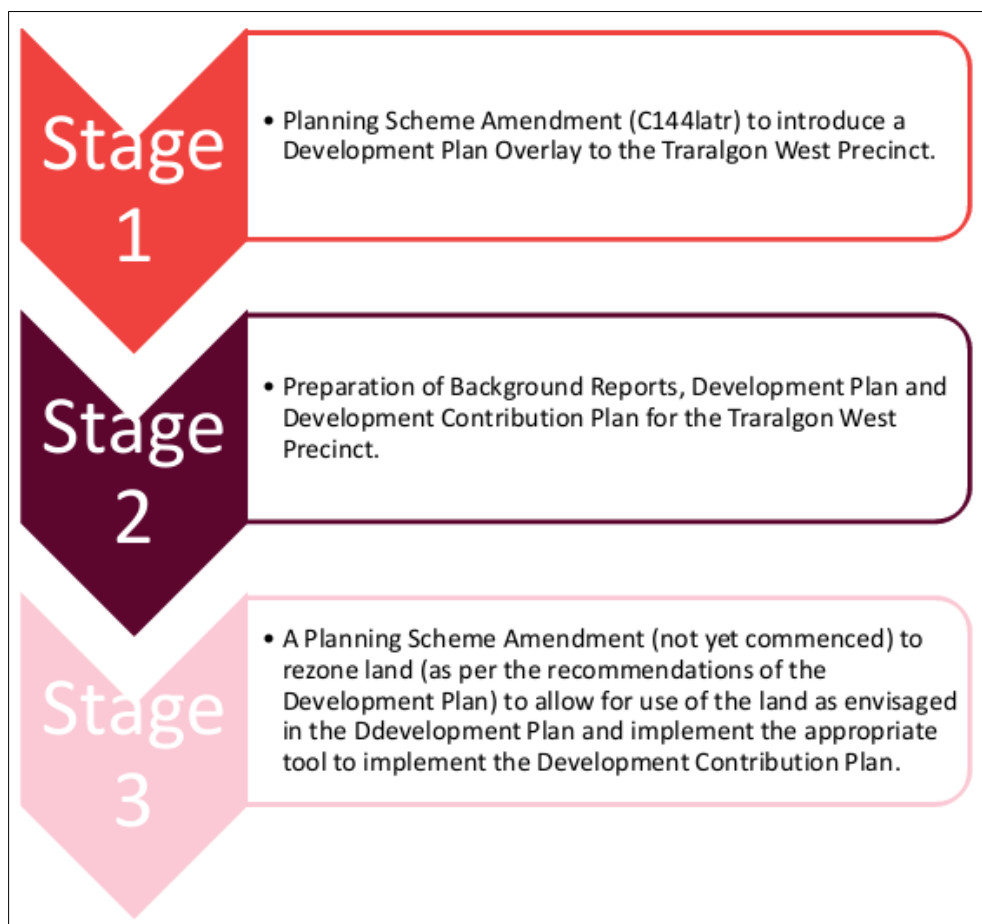 Stage
1
• Planning Scheme Amendment (C144latr) to introduce a
Development Plan Overlay to the Traralgon West Precinct.
Stage
2
• Preparation of Background Reports, Development Plan and
Development Contribution Plan for the Traralgon West
Precinct.
Stage
3
• A Planning Scheme Amendment (not yet commenced) to
rezone land (as per the recommendations of the
Development Plan) to allow for use of the land as envisaged
in the Ddevelopment Plan and implement the appropriate
tool to implement the Development Contribution Plan.